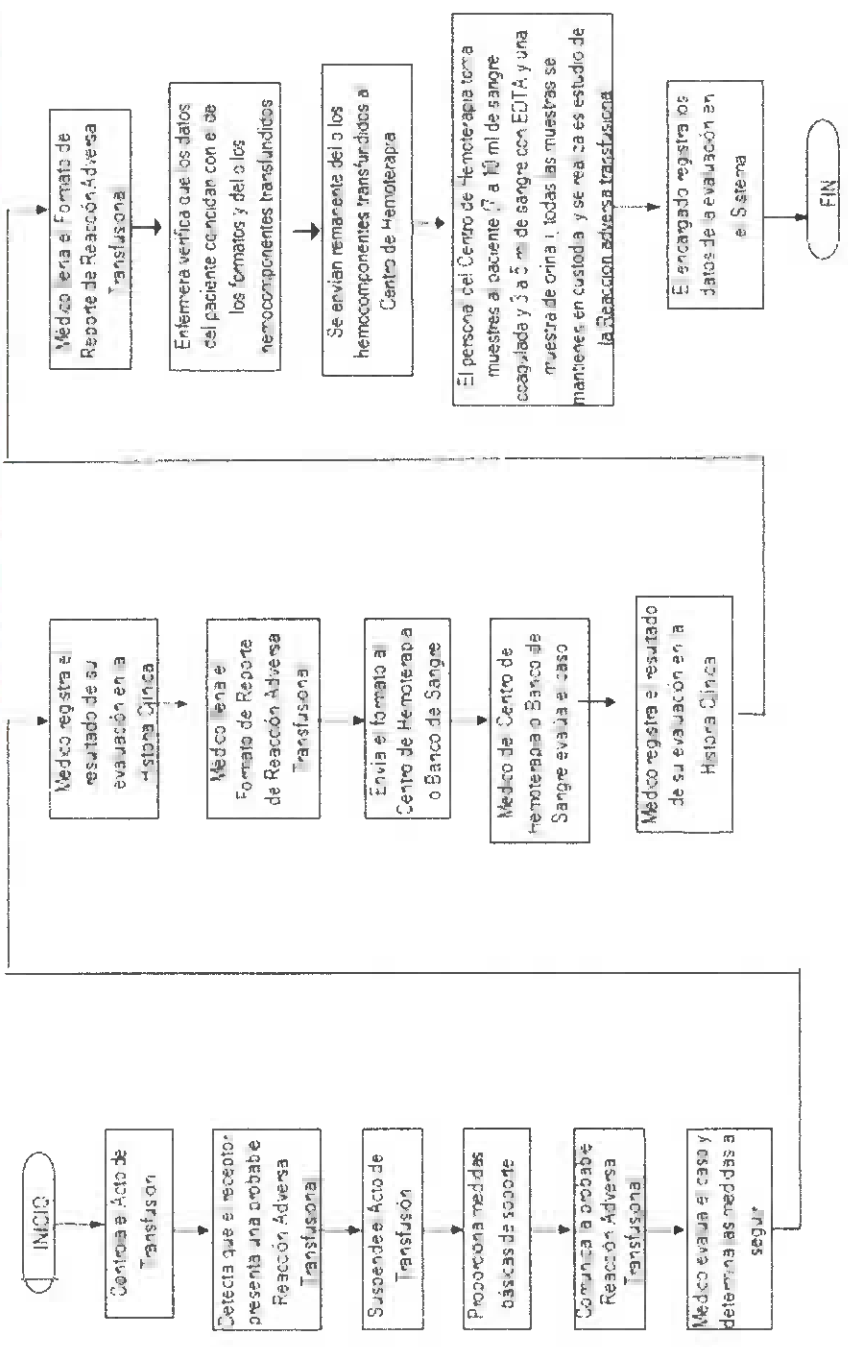 INICIO
Controla el Acto de
Transfusión
Detecta que el receptor
presenta una probable
Reacción Adversa
Transfusional
Suspende el Acto de
Transfusión
Proporciona medidas
básicas de soporte
Comunica la probable
Reacción Adversa
Transfusional
Médico evalúa el caso y
determina las medidas a
seguir
Médico registra el
resultado de su
evaluación en la
Historia Clínica
Médico llena el
Formato de Reporte
de Reacción Adversa
Transfusional
Envía el formato al
Centro de Hemoterapia
o Banco de Sangre
Médico del Centro de
Hemoterapia o Banco de
Sangre evalúa el caso
Médico registra el resultado
de su evaluación en la
Historia Clínica
Médico llena el Formato de
Reporte de Reacción Adversa
Transfusional
Enfermera verifica que los datos
del paciente coincidan con el de
los formatos y del o los
hemocomponentes transfundidos
Se envían remanente del o los
hemocomponentes transfundidos al
Centro de Hemoterapia
El personal del Centro de Hemoterapia toma
muestras al paciente (7 a 10 ml de sangre
coagulada y 3 a 5 ml de sangre con EDTA y una
muestra de orina), todas las muestras se
mantienen en custodia y se realiza el estudio de
la Reacción adversa transfusional
El encargado registra los
datos de la evaluación en
el Sistema
FIN